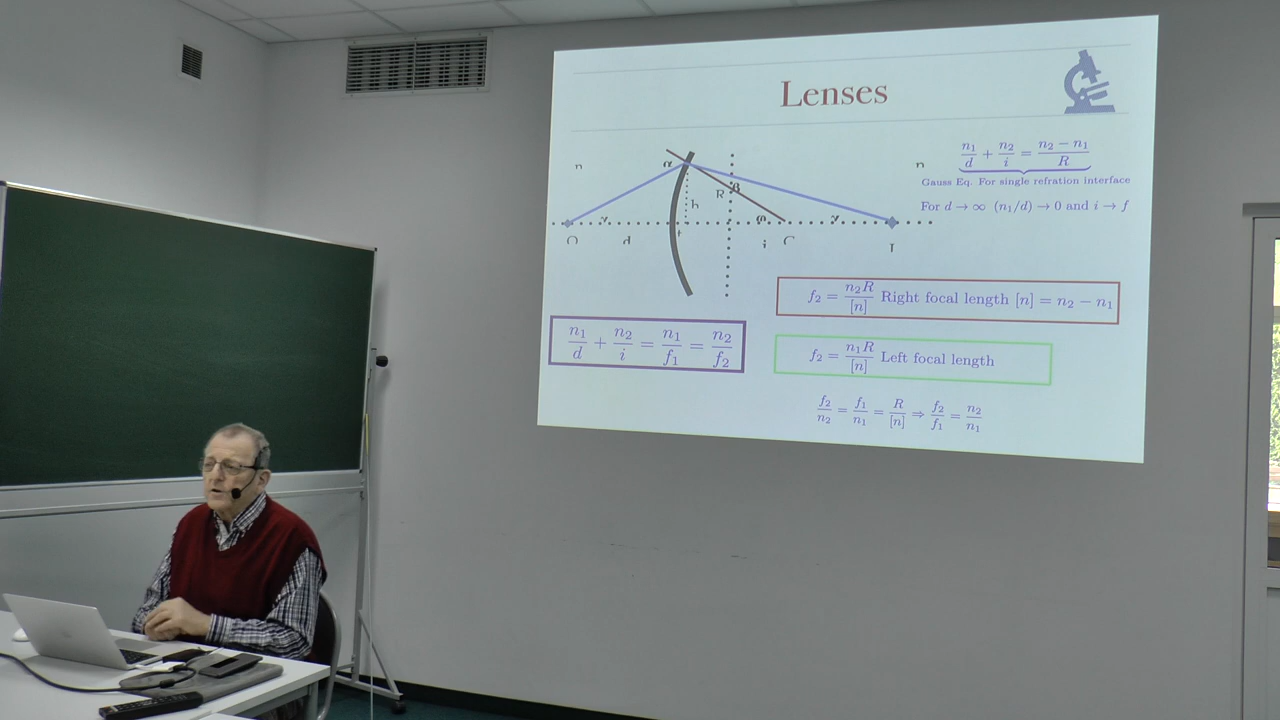 Lenses
n₁/d + n₂/i = (n₂ − n₁)/R
Gauss Eq. For single refration interface
For d → ∞ (n₁/d) → 0 and i → f
n
n
α
β
R
h
γ
φ
γ
O
d
i
C
I
f₂ = n₂R/[n] Right focal length [n] = n₂ − n₁
n₁/d + n₂/i = n₁/f₁ = n₂/f₂
f₂ = n₁R/[n] Left focal length
f₂/n₂ = f₁/n₁ = R/[n] ⇒ f₂/f₁ = n₂/n₁